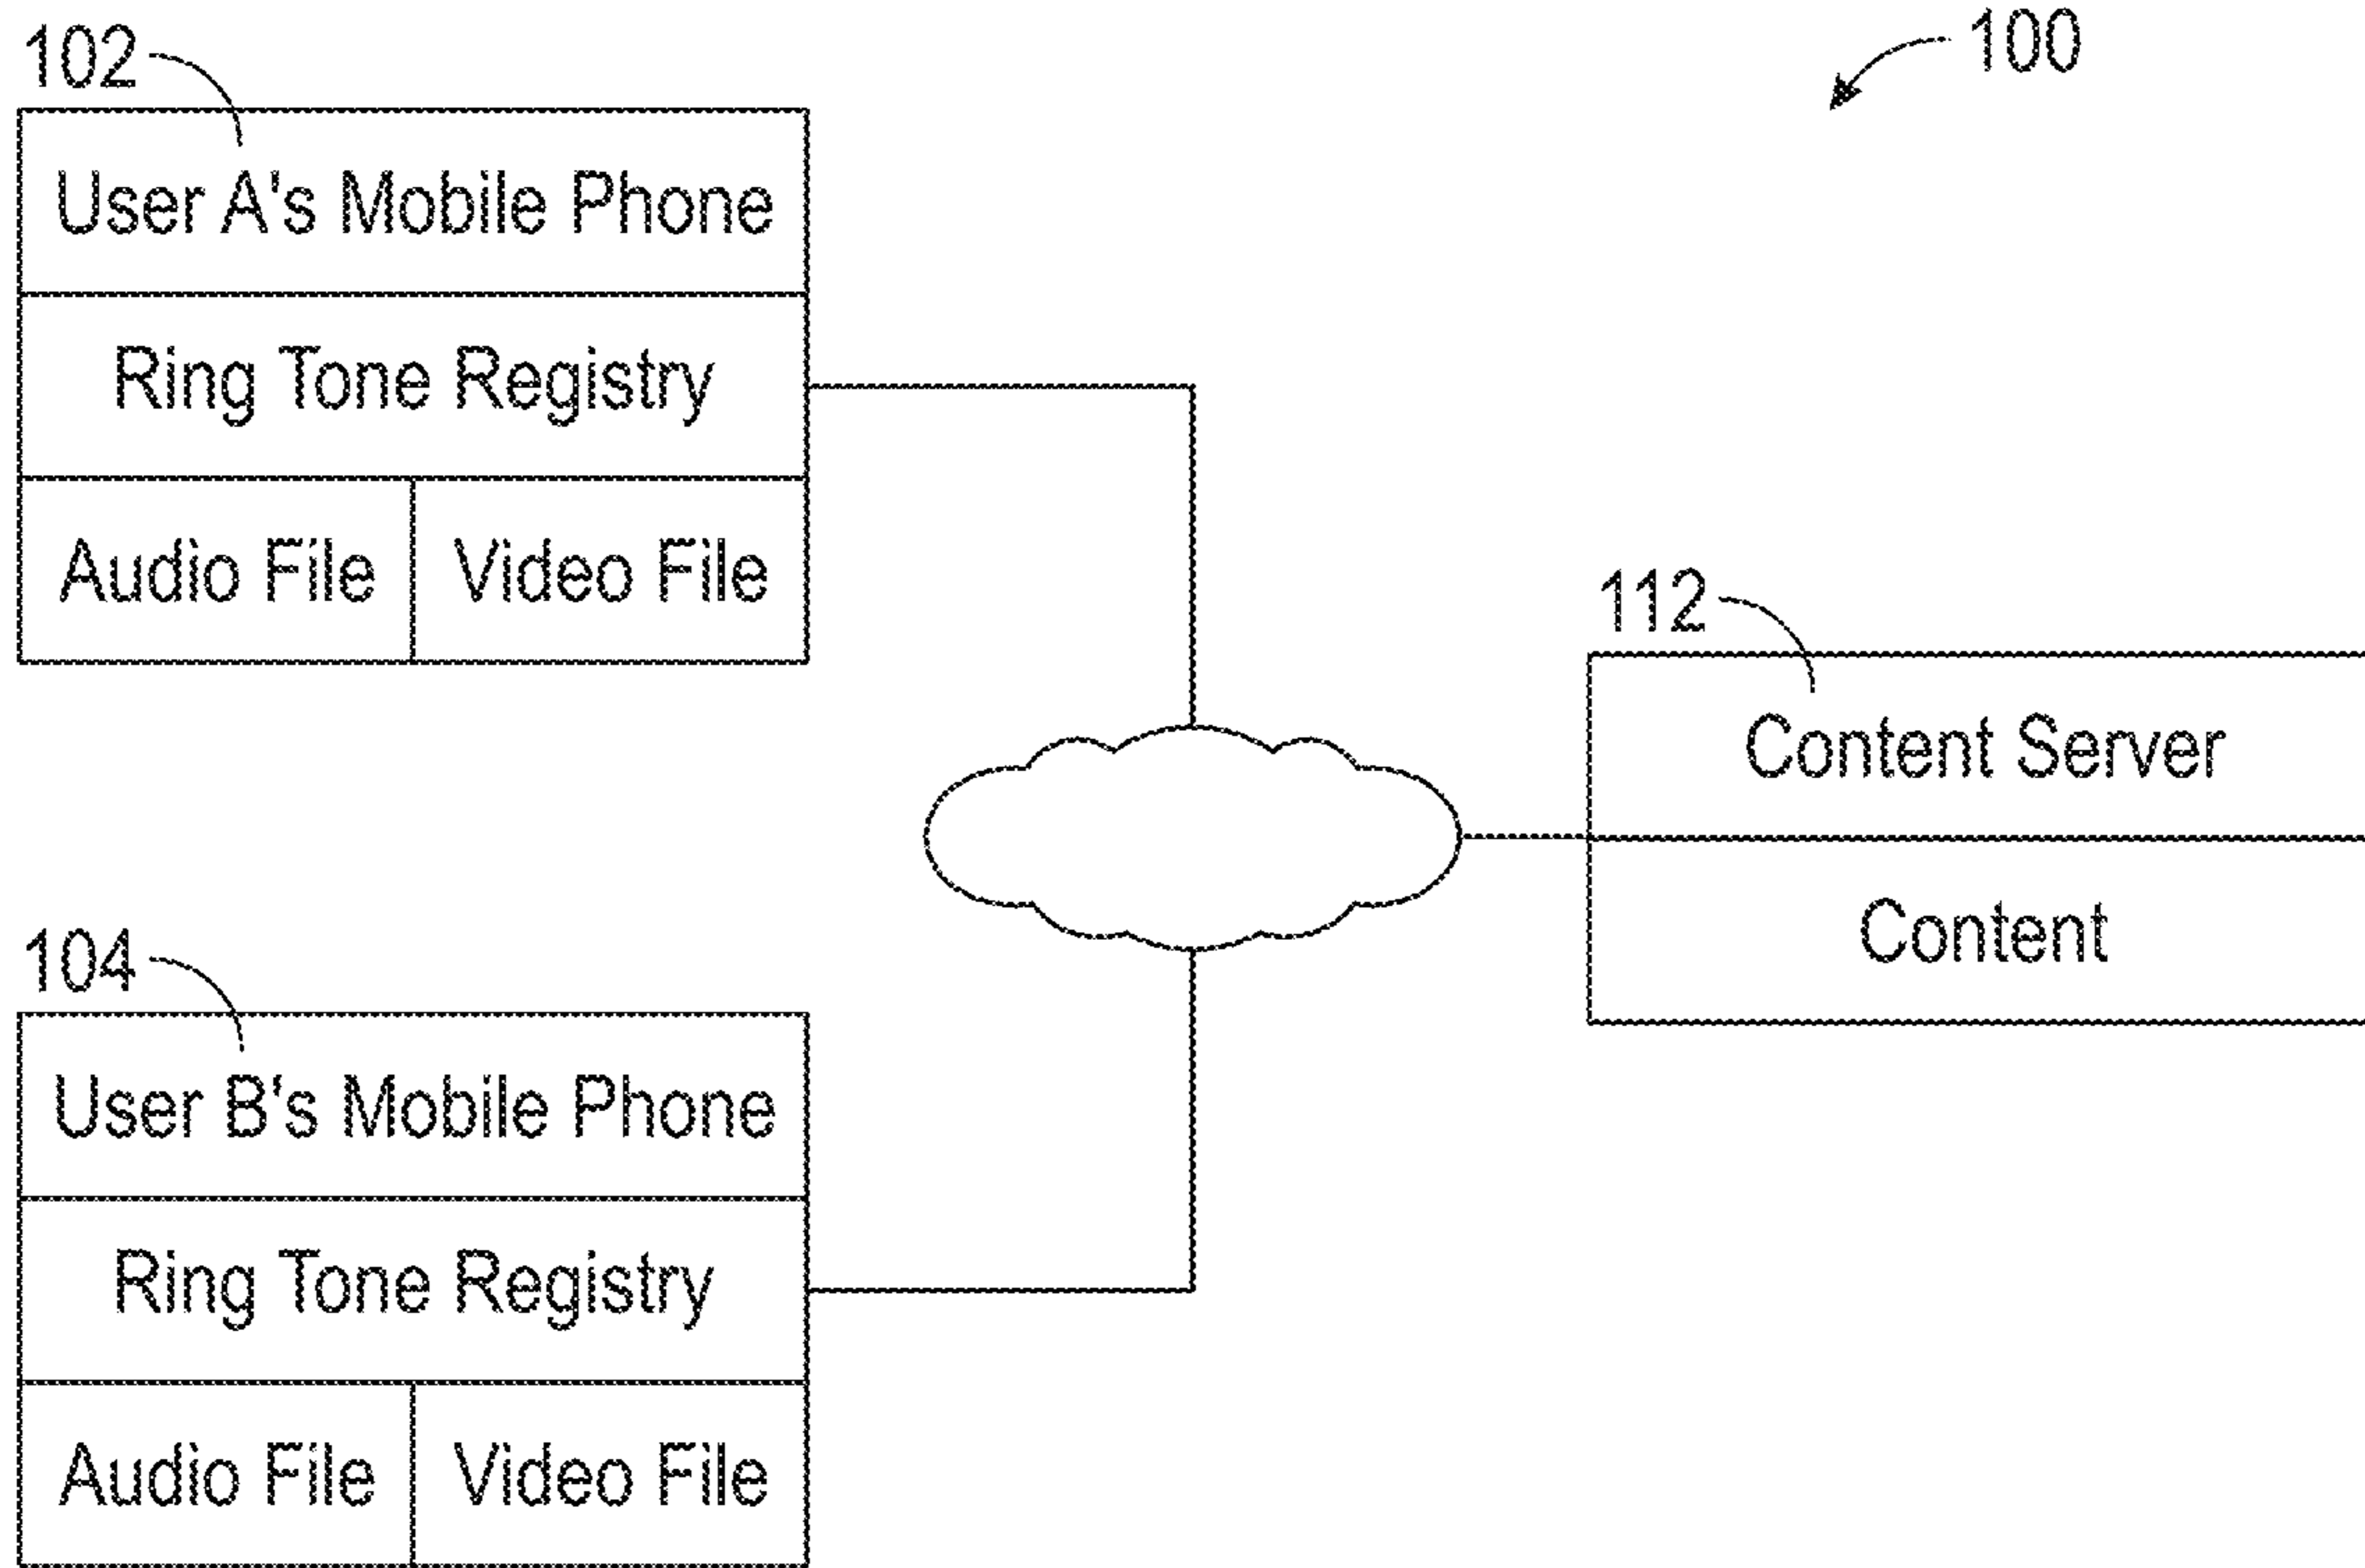 100
102
User A's Mobile Phone
Ring Tone Registry
Audio File
Video File
112
Content Server
Content
104
User B's Mobile Phone
Ring Tone Registry
Audio File
Video File